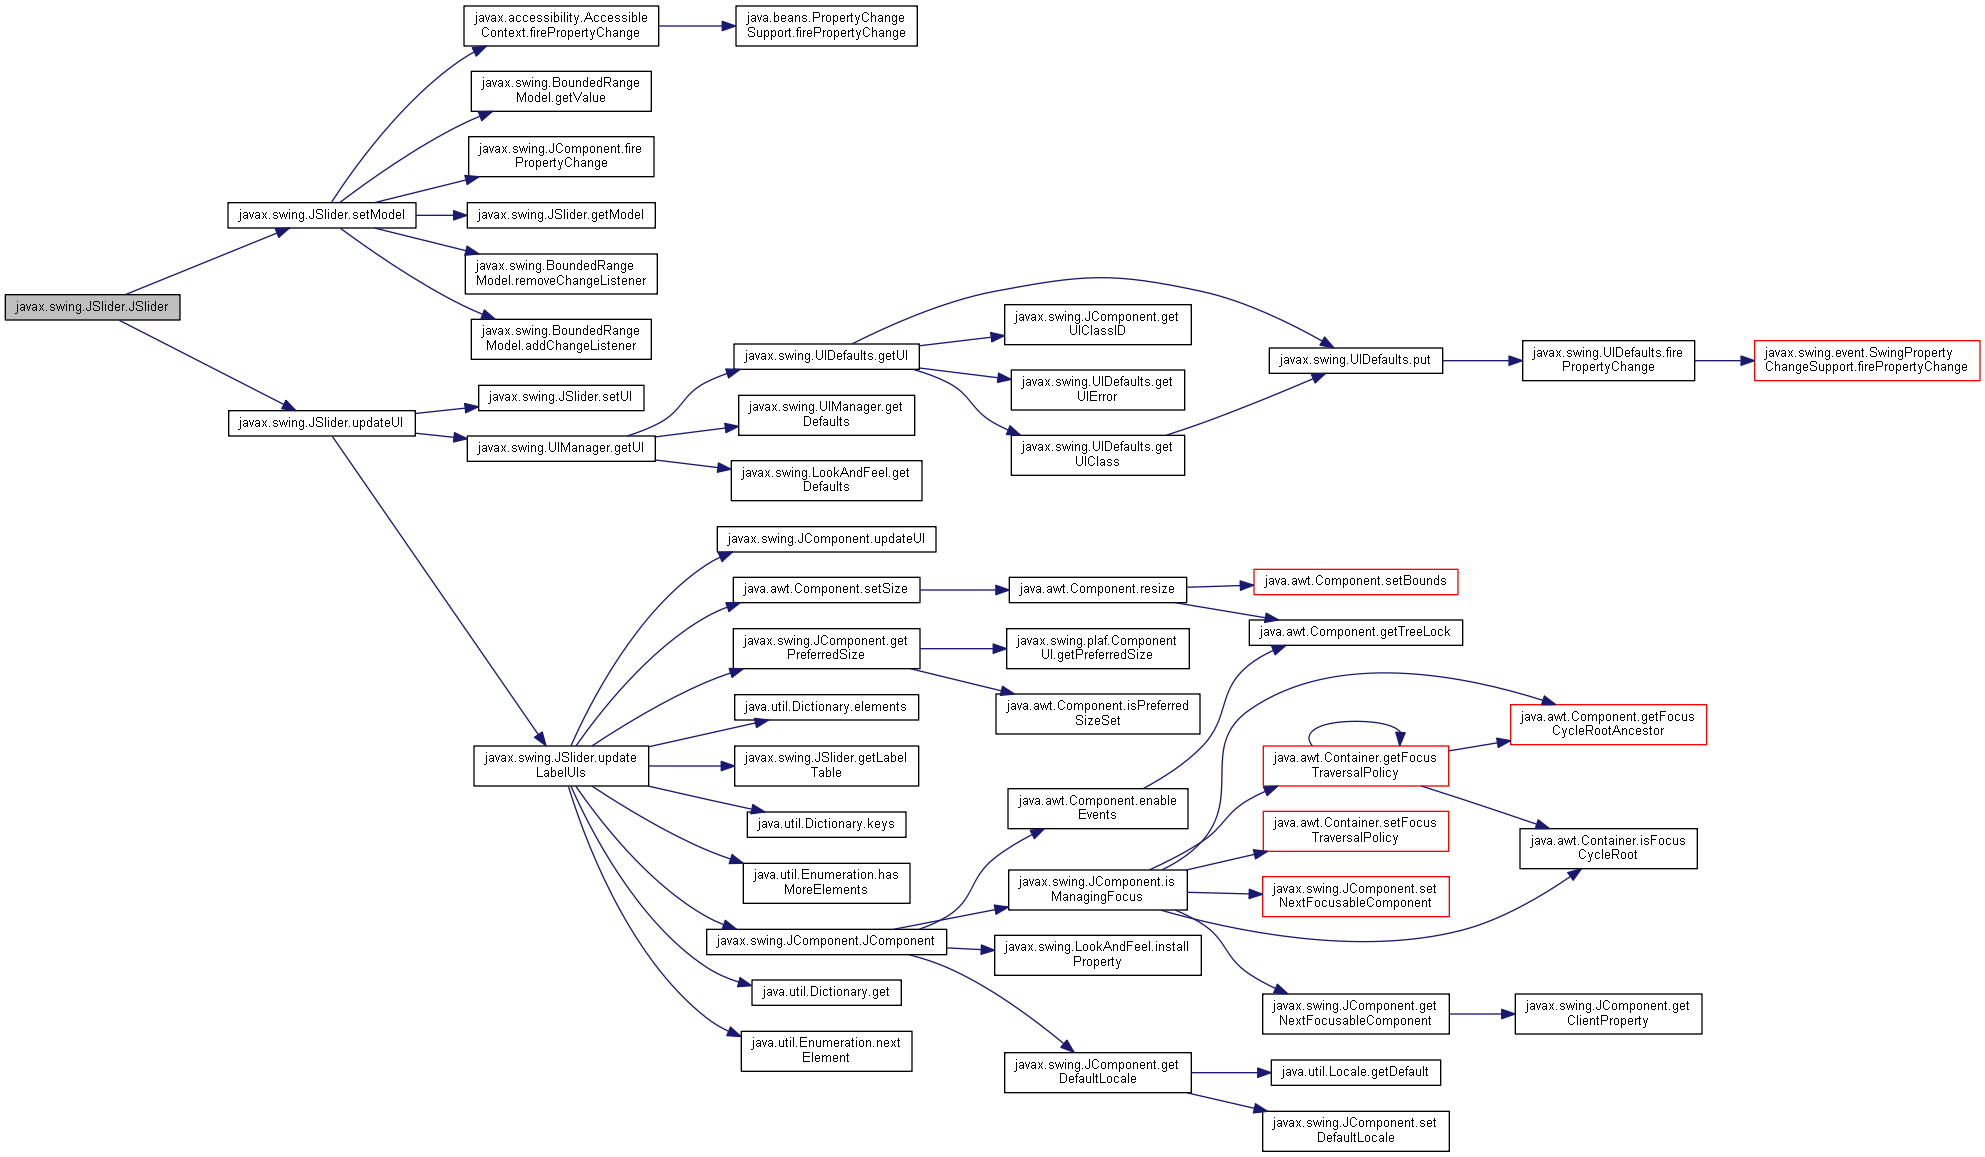 javax.swing.JSlider.JSlider
javax.swing.JSlider.setModel
javax.swing.JSlider.updateUI
javax.accessibility.Accessible
Context.firePropertyChange
javax.swing.BoundedRange
Model.getValue
javax.swing.JComponent.fire
PropertyChange
javax.swing.JSlider.getModel
javax.swing.BoundedRange
Model.removeChangeListener
javax.swing.BoundedRange
Model.addChangeListener
javax.swing.JSlider.setUI
javax.swing.UIManager.getUI
javax.swing.JSlider.update
LabelUIs
java.beans.PropertyChange
Support.firePropertyChange
javax.swing.UIDefaults.getUI
javax.swing.UIManager.get
Defaults
javax.swing.LookAndFeel.get
Defaults
javax.swing.JComponent.updateUI
java.awt.Component.setSize
javax.swing.JComponent.get
PreferredSize
java.util.Dictionary.elements
javax.swing.JSlider.getLabel
Table
java.util.Dictionary.keys
java.util.Enumeration.has
MoreElements
javax.swing.JComponent.JComponent
java.util.Dictionary.get
java.util.Enumeration.next
Element
javax.swing.JComponent.get
UIClassID
javax.swing.UIDefaults.get
UIError
javax.swing.UIDefaults.get
UIClass
java.awt.Component.resize
javax.swing.plaf.Component
UI.getPreferredSize
java.awt.Component.isPreferred
SizeSet
java.awt.Component.enable
Events
javax.swing.JComponent.is
ManagingFocus
javax.swing.LookAndFeel.install
Property
javax.swing.JComponent.get
DefaultLocale
javax.swing.UIDefaults.put
java.awt.Component.setBounds
java.awt.Component.getTreeLock
java.awt.Container.getFocus
TraversalPolicy
java.awt.Container.setFocus
TraversalPolicy
javax.swing.JComponent.set
NextFocusableComponent
javax.swing.JComponent.get
NextFocusableComponent
java.util.Locale.getDefault
javax.swing.JComponent.set
DefaultLocale
javax.swing.UIDefaults.fire
PropertyChange
java.awt.Component.getFocus
CycleRootAncestor
java.awt.Container.isFocus
CycleRoot
javax.swing.JComponent.get
ClientProperty
javax.swing.event.SwingProperty
ChangeSupport.firePropertyChange